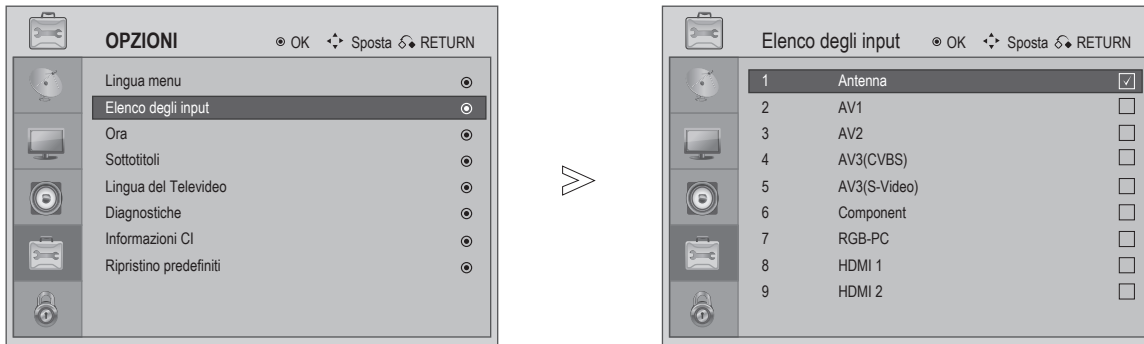 OPZIONI OK Sposta RETURN
Lingua menu
Elenco degli input
Ora
Sottotitoli
Lingua del Televideo
Diagnostiche
Informazioni CI
Ripristino predefiniti
Elenco degli input OK Sposta RETURN
1 Antenna
2 AV1
3 AV2
4 AV3(CVBS)
5 AV3(S-Video)
6 Component
7 RGB-PC
8 HDMI 1
9 HDMI 2